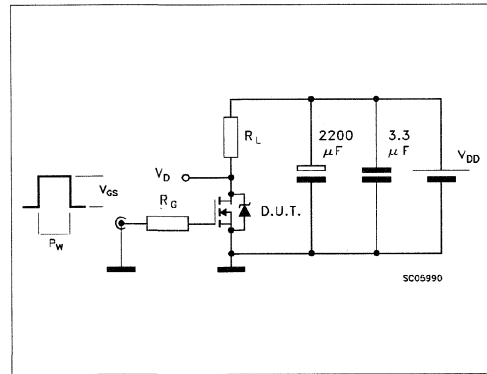 R_L
2200 μF
3.3 μF
V_DD
V_D
V_GS
R_G
D.U.T.
P_W
SC05990